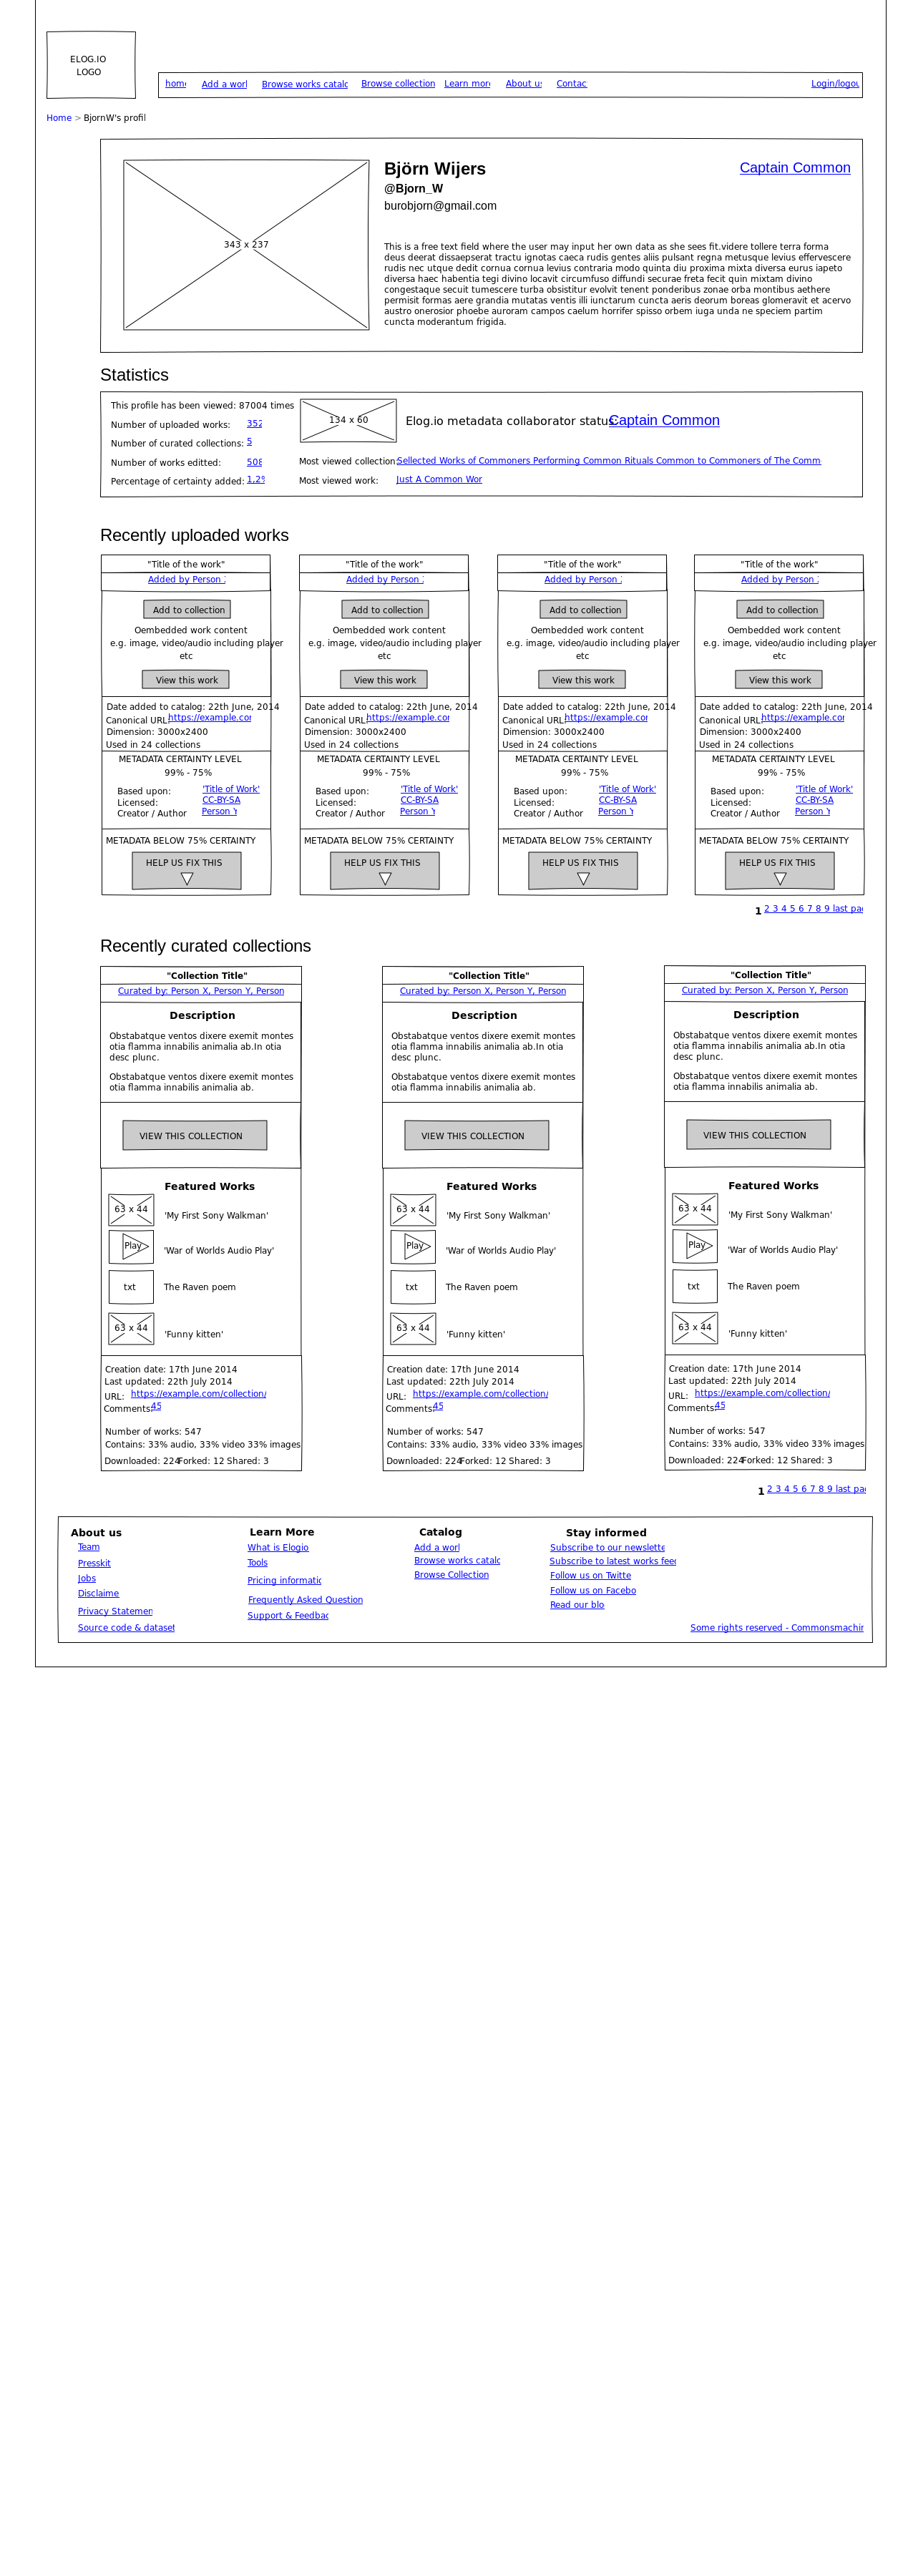 ELOG.IO
LOGO
home Add a worl Browse works catalo Browse collection Learn more About us Contac Login/logou
Home > BjornW's profil
343 x 237
Björn Wijers
@Bjorn_W
burobjorn@gmail.com
Captain Common
This is a free text field where the user may input her own data as she sees fit.videre tollere terra forma
deus deerat dissaepserat tractu ignotas caeca rudis gentes aliis pulsant regna metusque levius effervescere
rudis nec utque dedit cornua cornua levius contraria modo quinta diu proxima mixta diversa eurus iapeto
diversa haec habentia tegi divino locavit circumfuso diffundi securae freta fecit quin mixtam divino
congestaque secuit tumescere turba obsistitur evolvit tenent ponderibus zonae orba montibus aethere
permisit formas aere grandia mutatas ventis illi iunctarum cuncta aeris deorum boreas glomeravit et acervo
austro onerosior phoebe auroram campos caelum horrifer spisso orbem iuga unda ne speciem partim
cuncta moderantum frigida.
Statistics
This profile has been viewed: 87004 times
Number of uploaded works: 352
Number of curated collections: 5
Number of works editted: 508
Percentage of certainty added: 1,2%
134 x 60
Elog.io metadata collaborator status: Captain Common
Most viewed collection: Sellected Works of Commoners Performing Common Rituals Common to Commoners of The Comm
Most viewed work: Just A Common Wor
Recently uploaded works
"Title of the work" "Title of the work" "Title of the work" "Title of the work"
Added by Person Added by Person Added by Person Added by Person
Add to collection Add to collection Add to collection Add to collection
Oembedded work content Oembedded work content Oembedded work content Oembedded work content
e.g. image, video/audio including player e.g. image, video/audio including player e.g. image, video/audio including player e.g. image, video/audio including player
etc etc etc etc
View this work View this work View this work View this work
Date added to catalog: 22th June, 2014 Date added to catalog: 22th June, 2014 Date added to catalog: 22th June, 2014 Date added to catalog: 22th June, 2014
Canonical URL: https://example.com Canonical URL: https://example.com Canonical URL: https://example.com Canonical URL: https://example.com
Dimension: 3000x2400 Dimension: 3000x2400 Dimension: 3000x2400 Dimension: 3000x2400
Used in 24 collections Used in 24 collections Used in 24 collections Used in 24 collections
METADATA CERTAINTY LEVEL METADATA CERTAINTY LEVEL METADATA CERTAINTY LEVEL METADATA CERTAINTY LEVEL
99% - 75% 99% - 75% 99% - 75% 99% - 75%
Based upon: 'Title of Work' Based upon: 'Title of Work' Based upon: 'Title of Work' Based upon: 'Title of Work'
Licensed: CC-BY-SA Licensed: CC-BY-SA Licensed: CC-BY-SA Licensed: CC-BY-SA
Creator / Author Person Y Creator / Author Person Y Creator / Author Person Y Creator / Author Person Y
METADATA BELOW 75% CERTAINTY METADATA BELOW 75% CERTAINTY METADATA BELOW 75% CERTAINTY METADATA BELOW 75% CERTAINTY
HELP US FIX THIS HELP US FIX THIS HELP US FIX THIS HELP US FIX THIS
1 2 3 4 5 6 7 8 9 last pag
Recently curated collections
"Collection Title" "Collection Title" "Collection Title"
Curated by: Person X, Person Y, Person Curated by: Person X, Person Y, Person Curated by: Person X, Person Y, Person
Description Description Description
Obstabatque ventos dixere exemit montes Obstabatque ventos dixere exemit montes Obstabatque ventos dixere exemit montes
otia flamma innabilis animalia ab.In otia otia flamma innabilis animalia ab.In otia otia flamma innabilis animalia ab.In otia
desc plunc. desc plunc. desc plunc.
Obstabatque ventos dixere exemit montes Obstabatque ventos dixere exemit montes Obstabatque ventos dixere exemit montes
otia flamma innabilis animalia ab. otia flamma innabilis animalia ab. otia flamma innabilis animalia ab.
VIEW THIS COLLECTION VIEW THIS COLLECTION VIEW THIS COLLECTION
Featured Works Featured Works Featured Works
63 x 44 'My First Sony Walkman' 63 x 44 'My First Sony Walkman' 63 x 44 'My First Sony Walkman'
Play 'War of Worlds Audio Play' Play 'War of Worlds Audio Play' Play 'War of Worlds Audio Play'
txt The Raven poem txt The Raven poem txt The Raven poem
63 x 44 'Funny kitten' 63 x 44 'Funny kitten' 63 x 44 'Funny kitten'
Creation date: 17th June 2014 Creation date: 17th June 2014 Creation date: 17th June 2014
Last updated: 22th July 2014 Last updated: 22th July 2014 Last updated: 22th July 2014
URL: https://example.com/collection/ URL: https://example.com/collection/ URL: https://example.com/collection/
Comments: 45 Comments: 45 Comments: 45
Number of works: 547 Number of works: 547 Number of works: 547
Contains: 33% audio, 33% video 33% images Contains: 33% audio, 33% video 33% images Contains: 33% audio, 33% video 33% images
Downloaded: 224 Forked: 12 Shared: 3 Downloaded: 224 Forked: 12 Shared: 3 Downloaded: 224 Forked: 12 Shared: 3
1 2 3 4 5 6 7 8 9 last pag
About us Learn More Catalog Stay informed
Team What is Elogio Add a worl Subscribe to our newslette
Presskit Tools Browse works catalo Subscribe to latest works feed
Jobs Pricing informatio Browse Collection Follow us on Twitte
Disclaime Frequently Asked Question Follow us on Facebo
Privacy Statemen Support & Feedbac Read our blo
Source code & dataset Some rights reserved - Commonsmachin